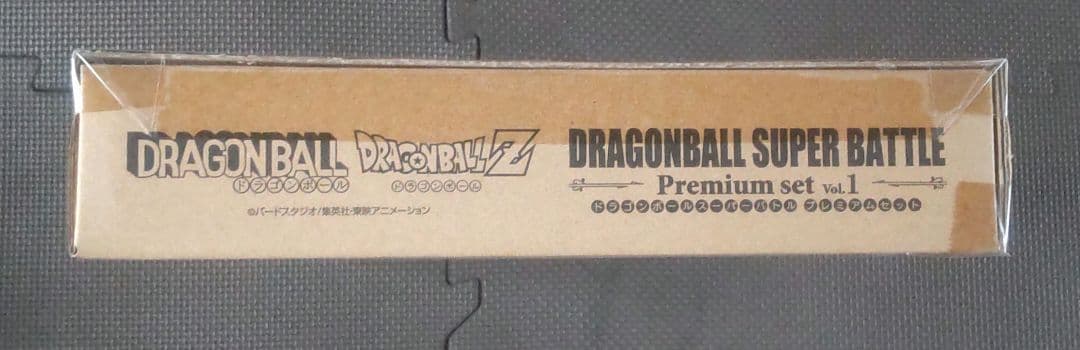 DRAGONBALL
ドラゴンボール
DRAGONBALL Z
ドラゴンボール
©バードスタジオ/集英社・東映アニメーション
DRAGONBALL SUPER BATTLE
Premium set Vol.1
ドラゴンボールスーパーバトル プレミアムセット